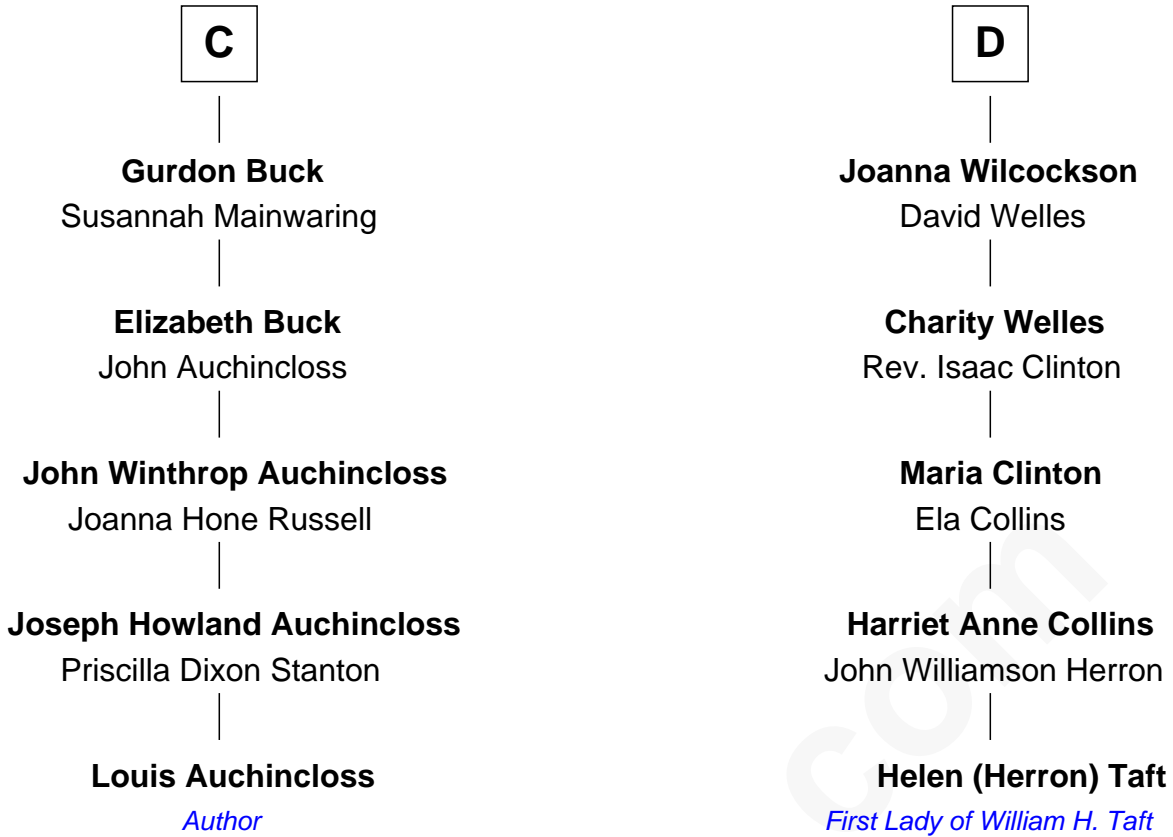 C
Gurdon Buck
Susannah Mainwaring
Elizabeth Buck
John Auchincloss
John Winthrop Auchincloss
Joanna Hone Russell
Joseph Howland Auchincloss
Priscilla Dixon Stanton
Louis Auchincloss
Author
D
Joanna Wilcockson
David Welles
Charity Welles
Rev. Isaac Clinton
Maria Clinton
Ela Collins
Harriet Anne Collins
John Williamson Herron
Helen (Herron) Taft
First Lady of William H. Taft
com